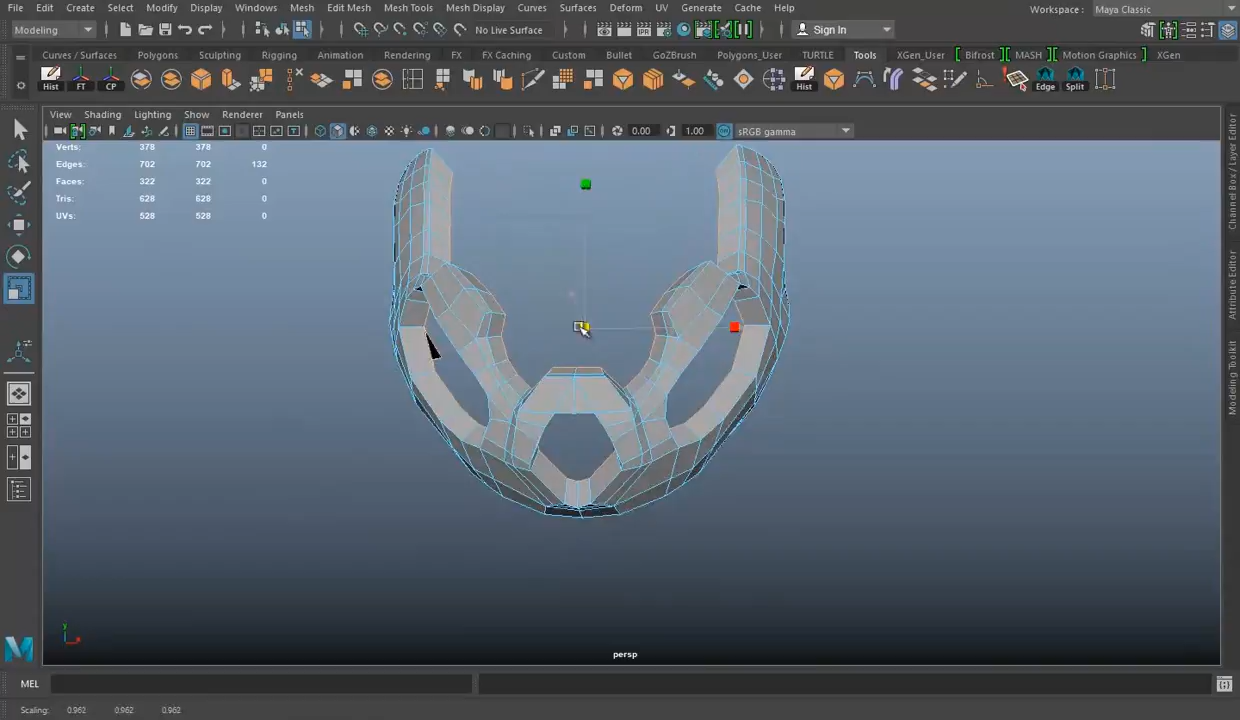 File Edit Create Select Modify Display Windows Mesh Edit Mesh Mesh Tools Mesh Display Curves Surfaces Deform UV Generate Cache Help Workspace : Maya Classic
Modeling No Live Surface Sign In
Curves / Surfaces Polygons Sculpting Rigging Animation Rendering FX FX Caching Custom Bullet GoZBrush Polygons_User TURTLE Tools XGen_User Bifrost MASH Motion Graphics XGen
Hist FT CP Hist Edge Split
View Shading Lighting Show Renderer Panels
0.00 1.00 sRGB gamma
Verts: 378 378 0
Edges: 702 702 132
Faces: 322 322 0
Tris: 628 628 0
UVs: 528 528 0
Channel Box / Layer Editor
Attribute Editor
Modeling Toolkit
y
x
persp
MEL
Scaling: 0.962 0.962 0.962